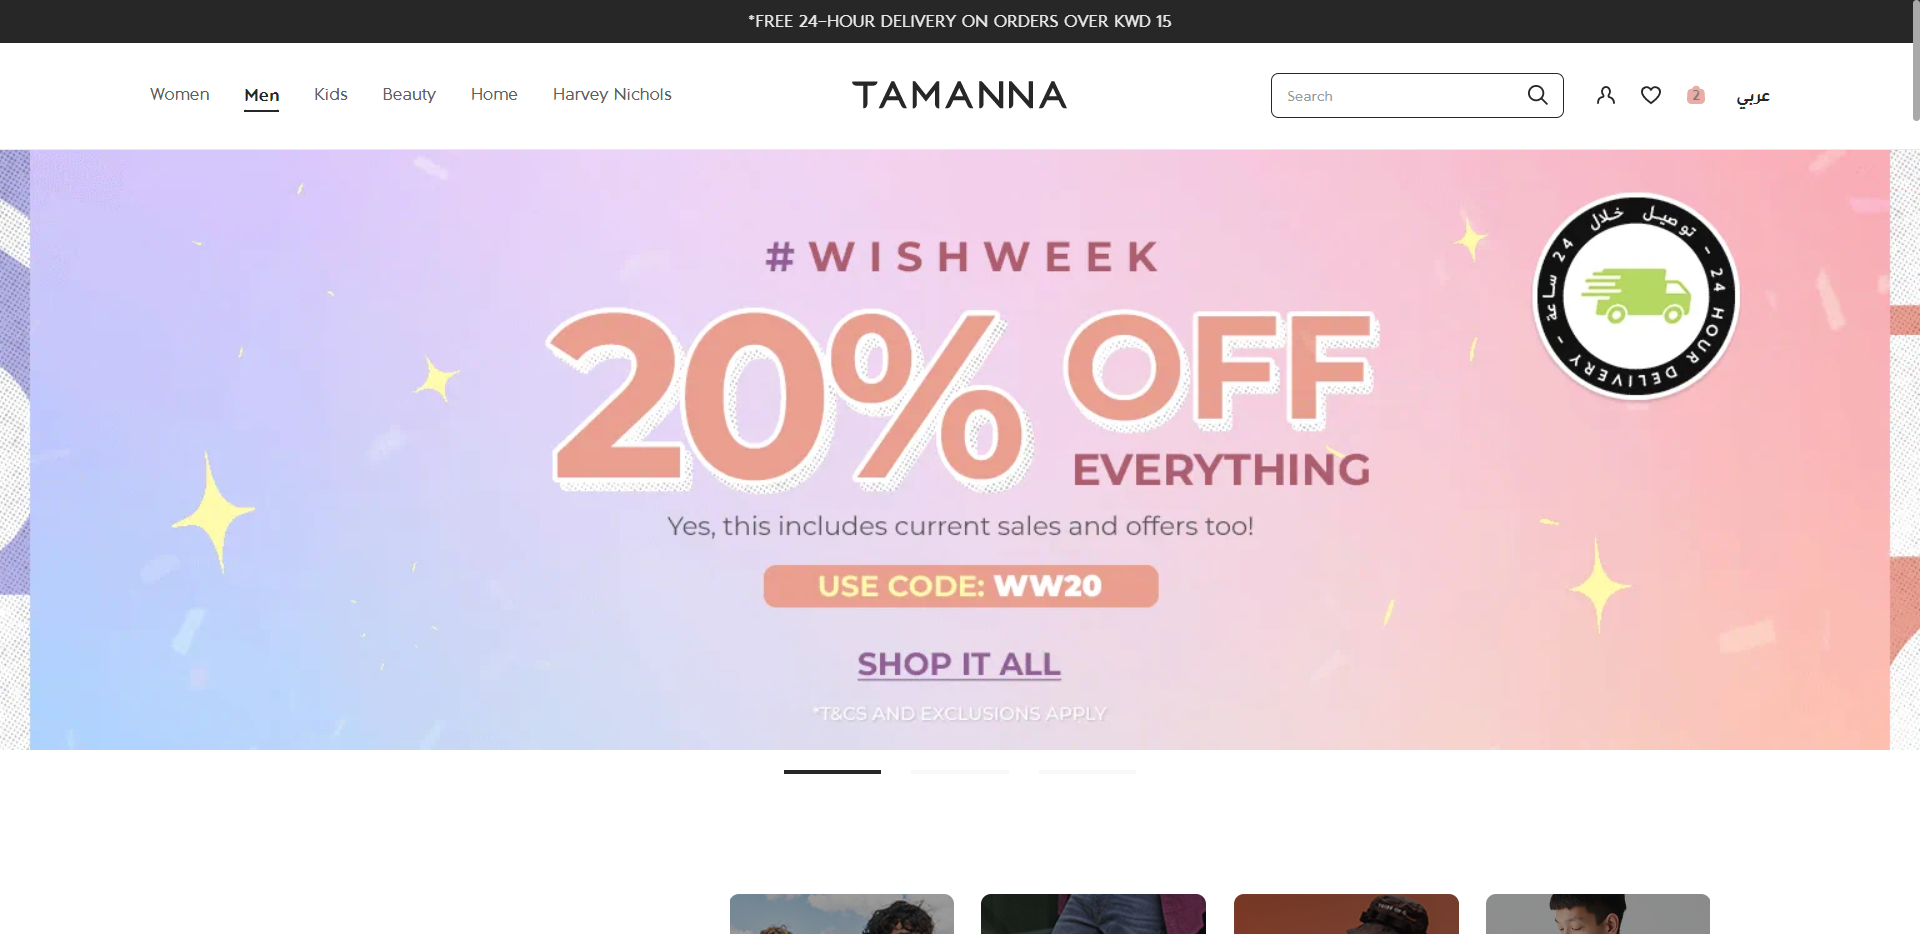 *FREE 24-HOUR DELIVERY ON ORDERS OVER KWD 15
Women Men Kids Beauty Home Harvey Nichols
TAMANNA
Search
2
عربي
#WISHWEEK
20% OFF
EVERYTHING
Yes, this includes current sales and offers too!
USE CODE: WW20
SHOP IT ALL
*T&CS AND EXCLUSIONS APPLY
توصيل خلال 24 ساعة - 24 HOUR DELIVERY -